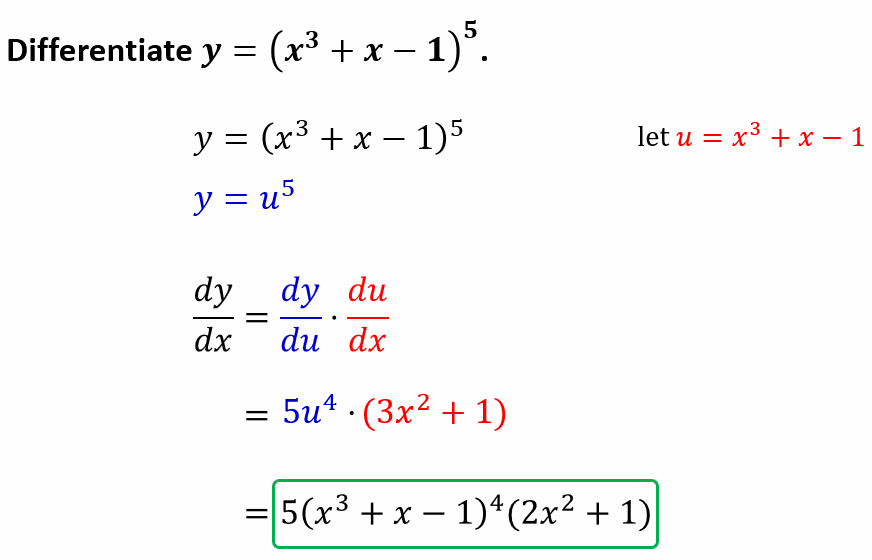 Differentiate y = (x³ + x − 1)⁵.
y = (x³ + x − 1)⁵ let u = x³ + x − 1
y = u⁵
dy/dx = dy/du · du/dx
= 5u⁴ · (3x² + 1)
= 5(x³ + x − 1)⁴(2x² + 1)